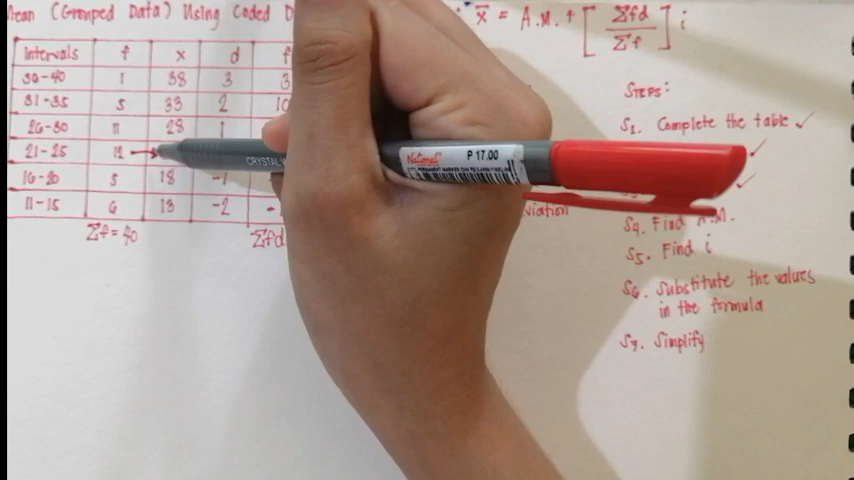 Mean (Grouped Data) Using Coded D
x̄ = A.M. + [ Σfd / Σf ] i
Intervals f x d f
36-40 1 38 3 3
31-35 5 33 2 10
26-30 11 28 1
21-25 12
16-20 5 18 -1
11-15 6 13 -2 -
Σf = 40 Σfd
viation
STEPS:
S1. Complete the table ✓
✓
✓
S4. Find A.M.
S5. Find i
S6. Substitute the values
in the formula
S7. Simplify
CRYSTAL
National
P 17.00